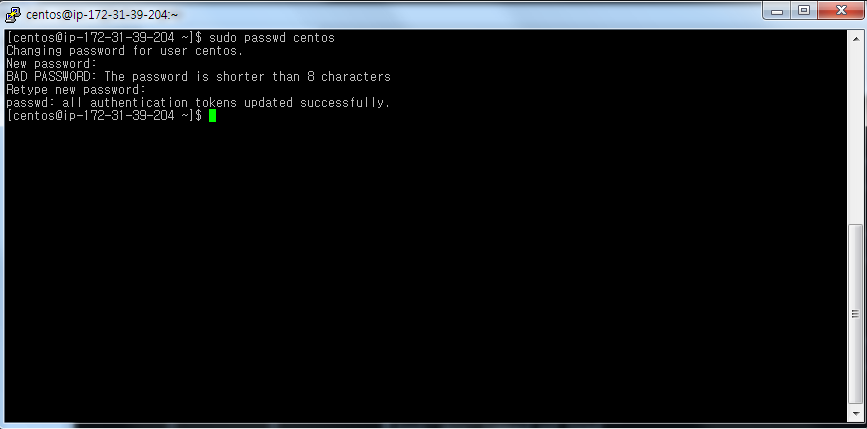 centos@ip-172-31-39-204:~
[centos@ip-172-31-39-204 ~]$ sudo passwd centos
Changing password for user centos.
New password:
BAD PASSWORD: The password is shorter than 8 characters
Retype new password:
passwd: all authentication tokens updated successfully.
[centos@ip-172-31-39-204 ~]$